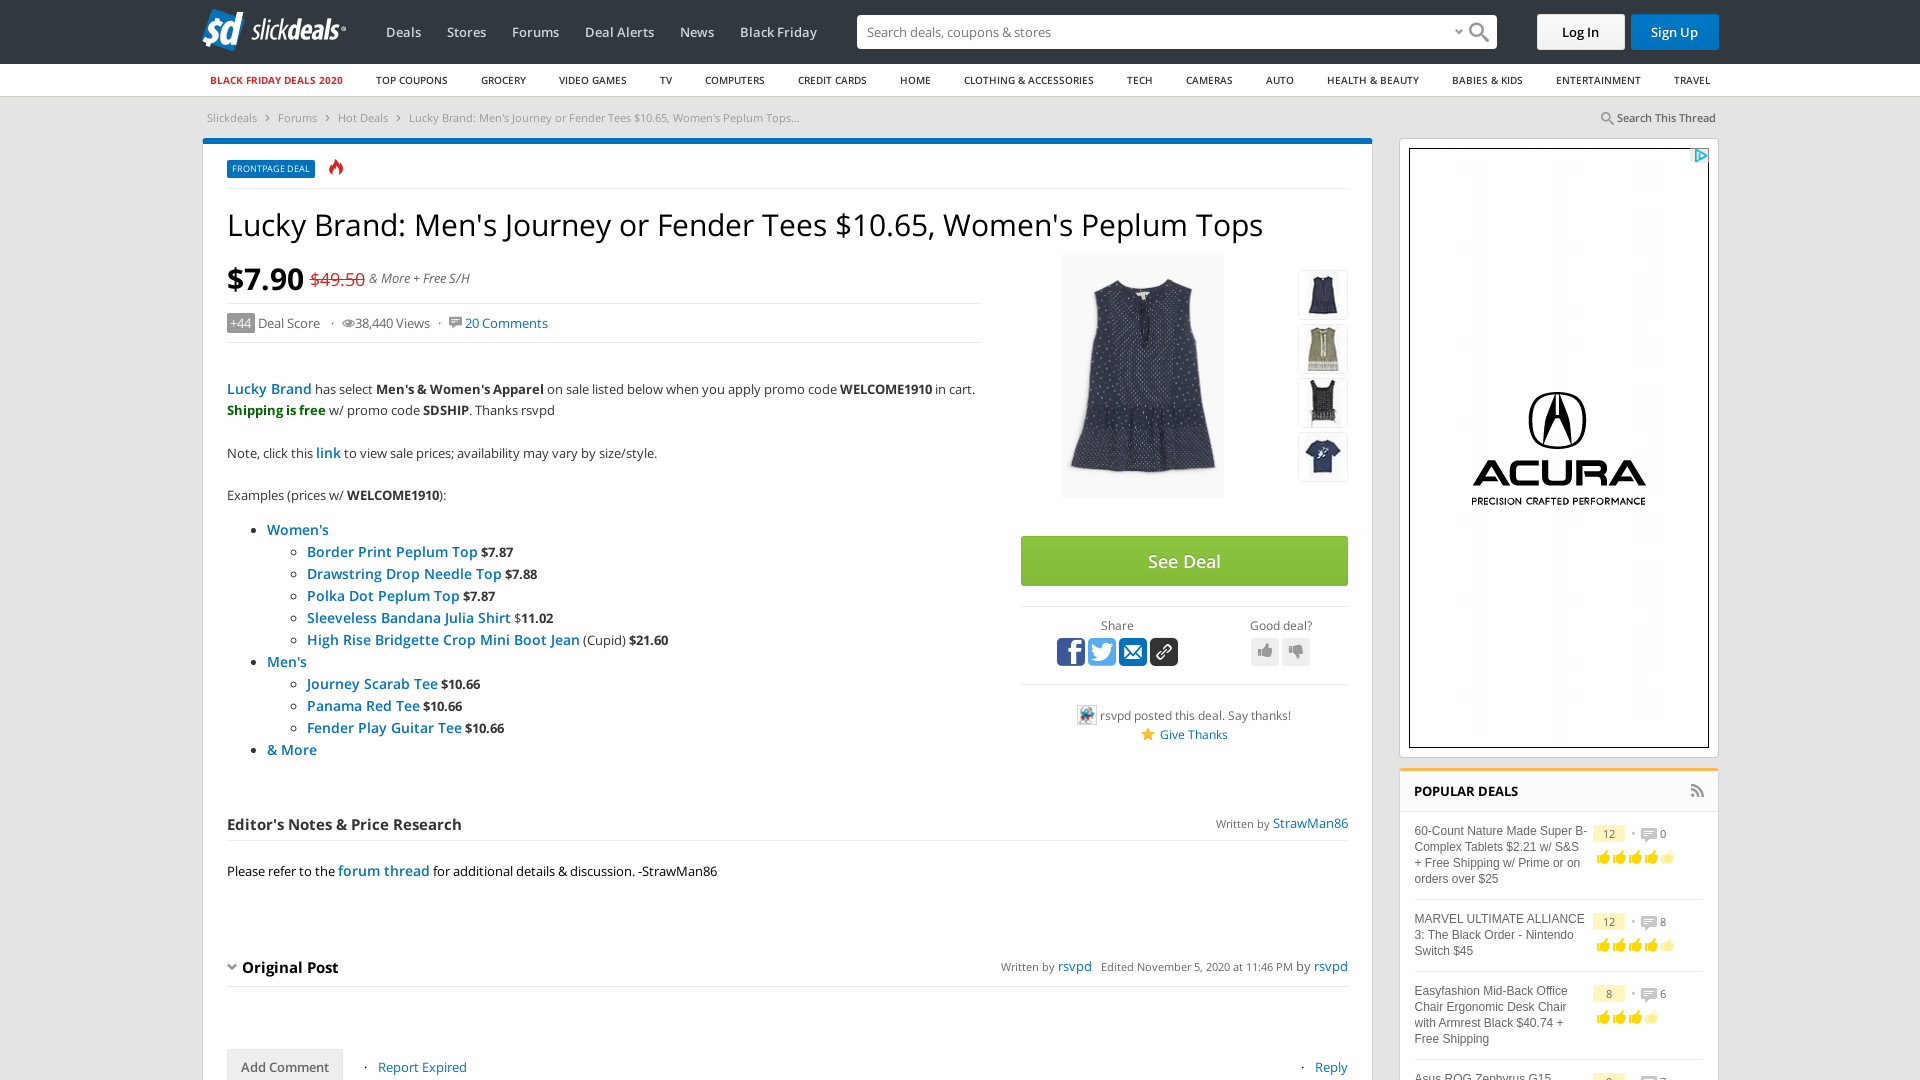 sd slickdeals
Deals Stores Forums Deal Alerts News Black Friday Search deals, coupons & stores Log In Sign Up
BLACK FRIDAY DEALS 2020 TOP COUPONS GROCERY VIDEO GAMES TV COMPUTERS CREDIT CARDS HOME CLOTHING & ACCESSORIES TECH CAMERAS AUTO HEALTH & BEAUTY BABIES & KIDS ENTERTAINMENT TRAVEL
Slickdeals › Forums › Hot Deals › Lucky Brand: Men's Journey or Fender Tees $10.65, Women's Peplum Tops...
Search This Thread
FRONTPAGE DEAL
Lucky Brand: Men's Journey or Fender Tees $10.65, Women's Peplum Tops
$7.90 $49.50 & More + Free S/H
+44 Deal Score · 38,440 Views · 20 Comments
Lucky Brand has select Men's & Women's Apparel on sale listed below when you apply promo code WELCOME1910 in cart.
Shipping is free w/ promo code SDSHIP. Thanks rsvpd
Note, click this link to view sale prices; availability may vary by size/style.
Examples (prices w/ WELCOME1910):
• Women's
Border Print Peplum Top $7.87
Drawstring Drop Needle Top $7.88
Polka Dot Peplum Top $7.87
Sleeveless Bandana Julia Shirt $11.02
High Rise Bridgette Crop Mini Boot Jean (Cupid) $21.60
• Men's
Journey Scarab Tee $10.66
Panama Red Tee $10.66
Fender Play Guitar Tee $10.66
• & More
See Deal
Share
Good deal?
rsvpd posted this deal. Say thanks!
Give Thanks
Editor's Notes & Price Research
Written by StrawMan86
Please refer to the forum thread for additional details & discussion. -StrawMan86
Original Post
Written by rsvpd Edited November 5, 2020 at 11:46 PM by rsvpd
Add Comment · Report Expired
· Reply
ACURA
PRECISION CRAFTED PERFORMANCE
POPULAR DEALS
60-Count Nature Made Super B-
Complex Tablets $2.21 w/ S&S
+ Free Shipping w/ Prime or on
orders over $25
12 • 0
MARVEL ULTIMATE ALLIANCE
3: The Black Order - Nintendo
Switch $45
12 • 8
Easyfashion Mid-Back Office
Chair Ergonomic Desk Chair
with Armrest Black $40.74 +
Free Shipping
8 • 6
Asus ROG Zephyrus G15